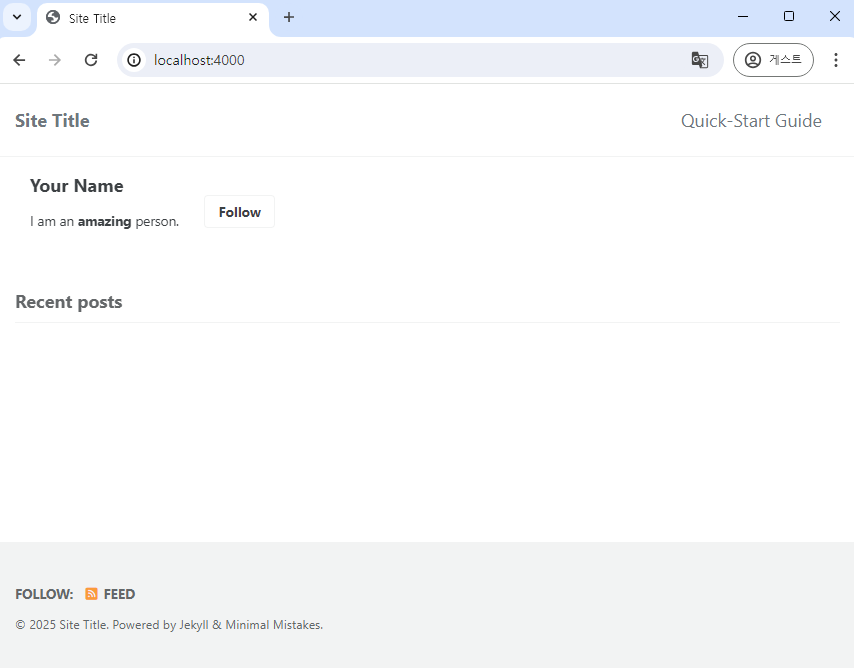 Site Title
localhost:4000
게스트
Site Title
Quick-Start Guide
Your Name
I am an amazing person.
Follow
Recent posts
FOLLOW: FEED
© 2025 Site Title. Powered by Jekyll & Minimal Mistakes.